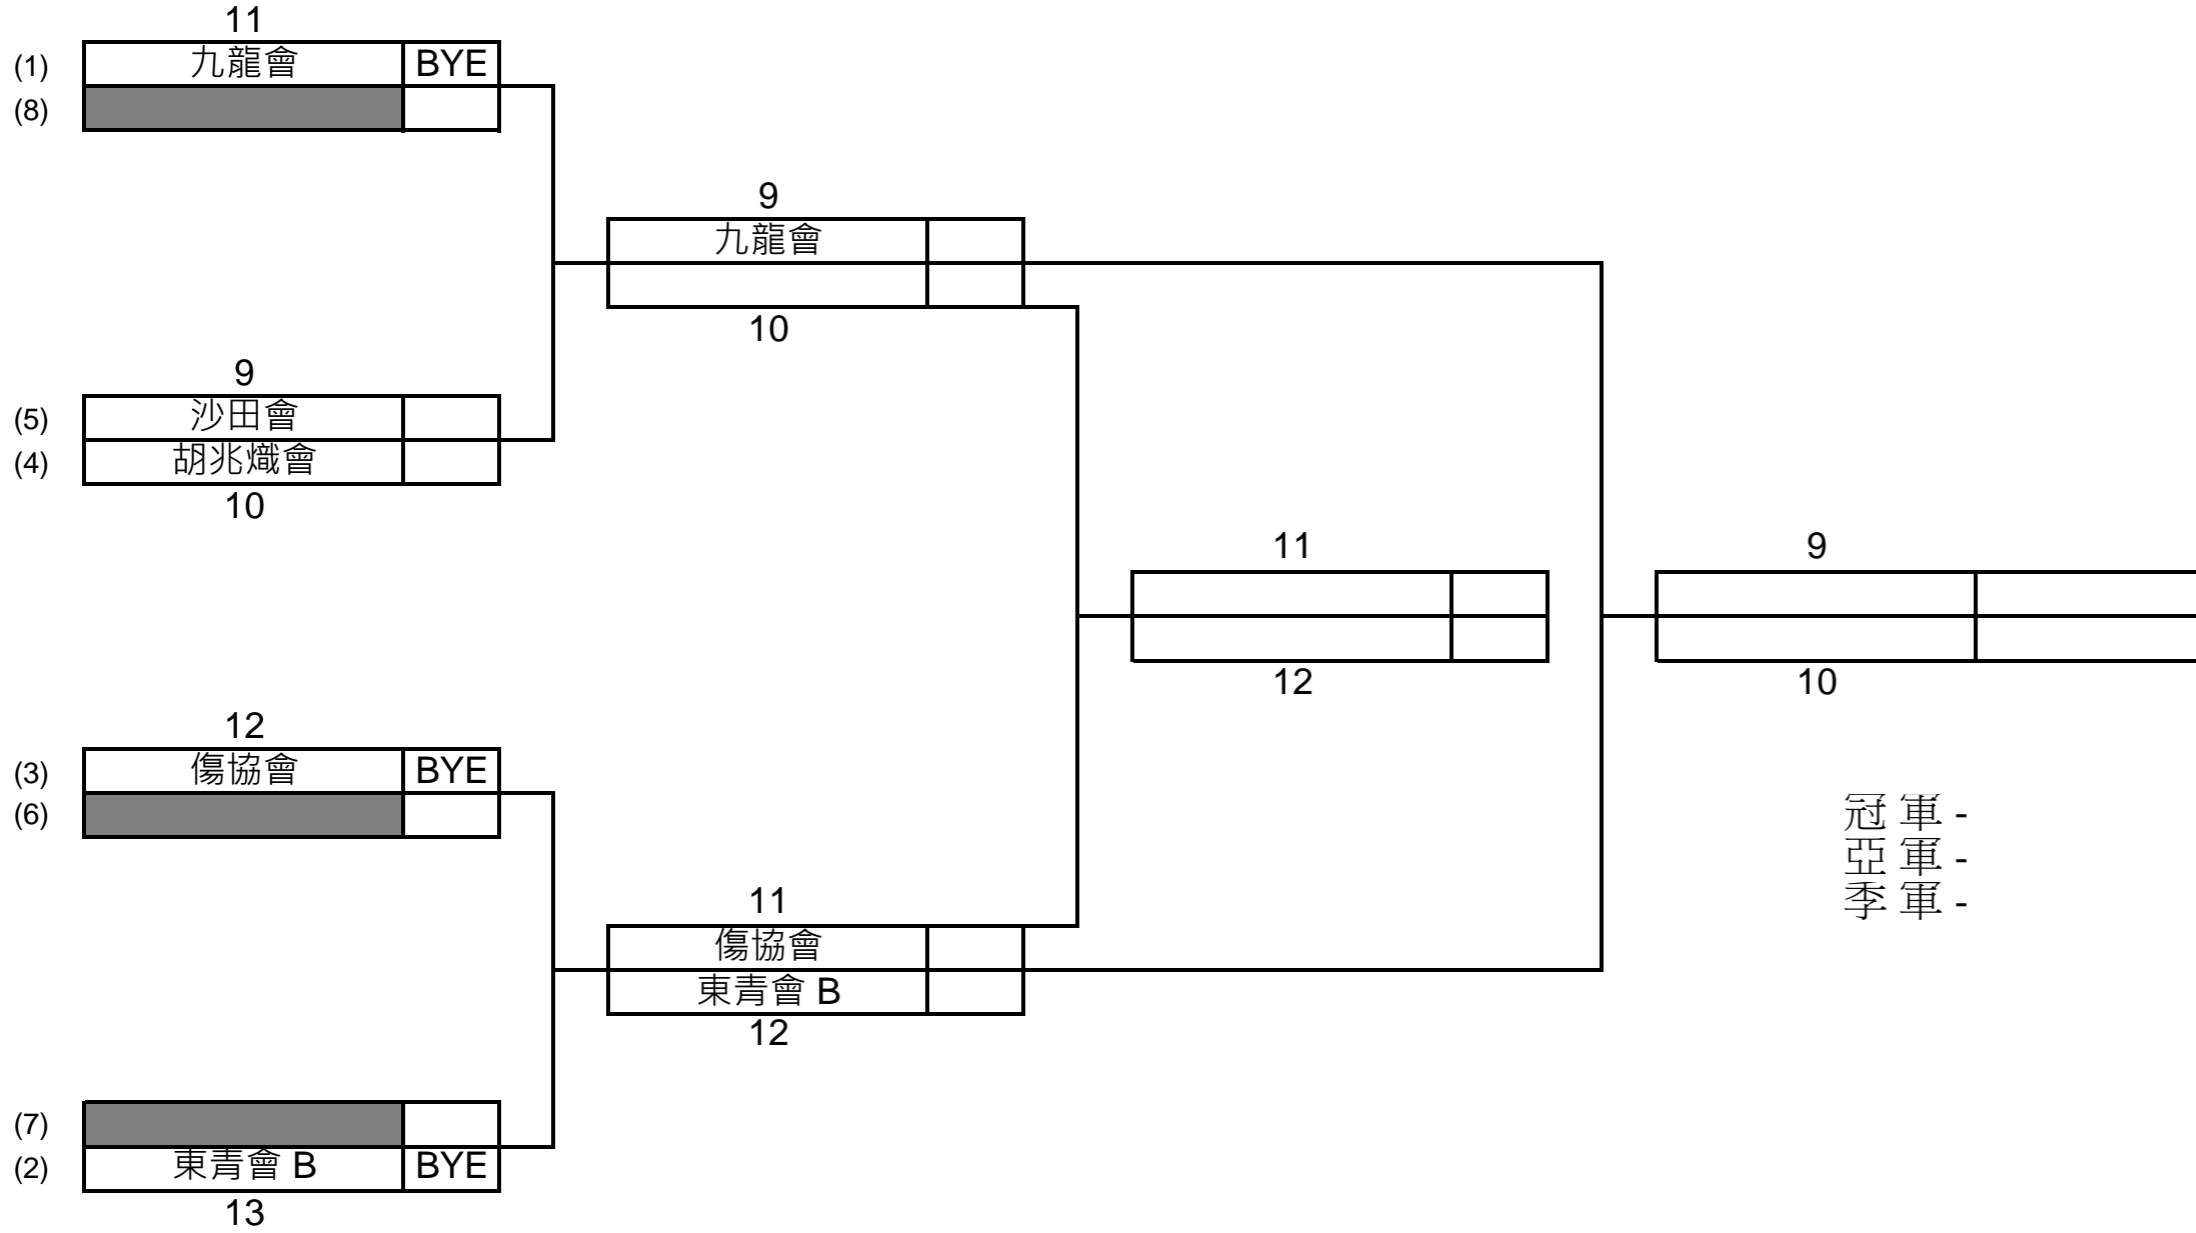 11
(1) 九龍會 BYE
(8)
9
九龍會
10
9
(5) 沙田會
(4) 胡兆熾會
10
11
12
9
10
12
(3) 傷協會 BYE
(6)
冠 軍 -
亞 軍 -
季 軍 -
11
傷協會
東青會 B
12
(7)
(2) 東青會 B BYE
13